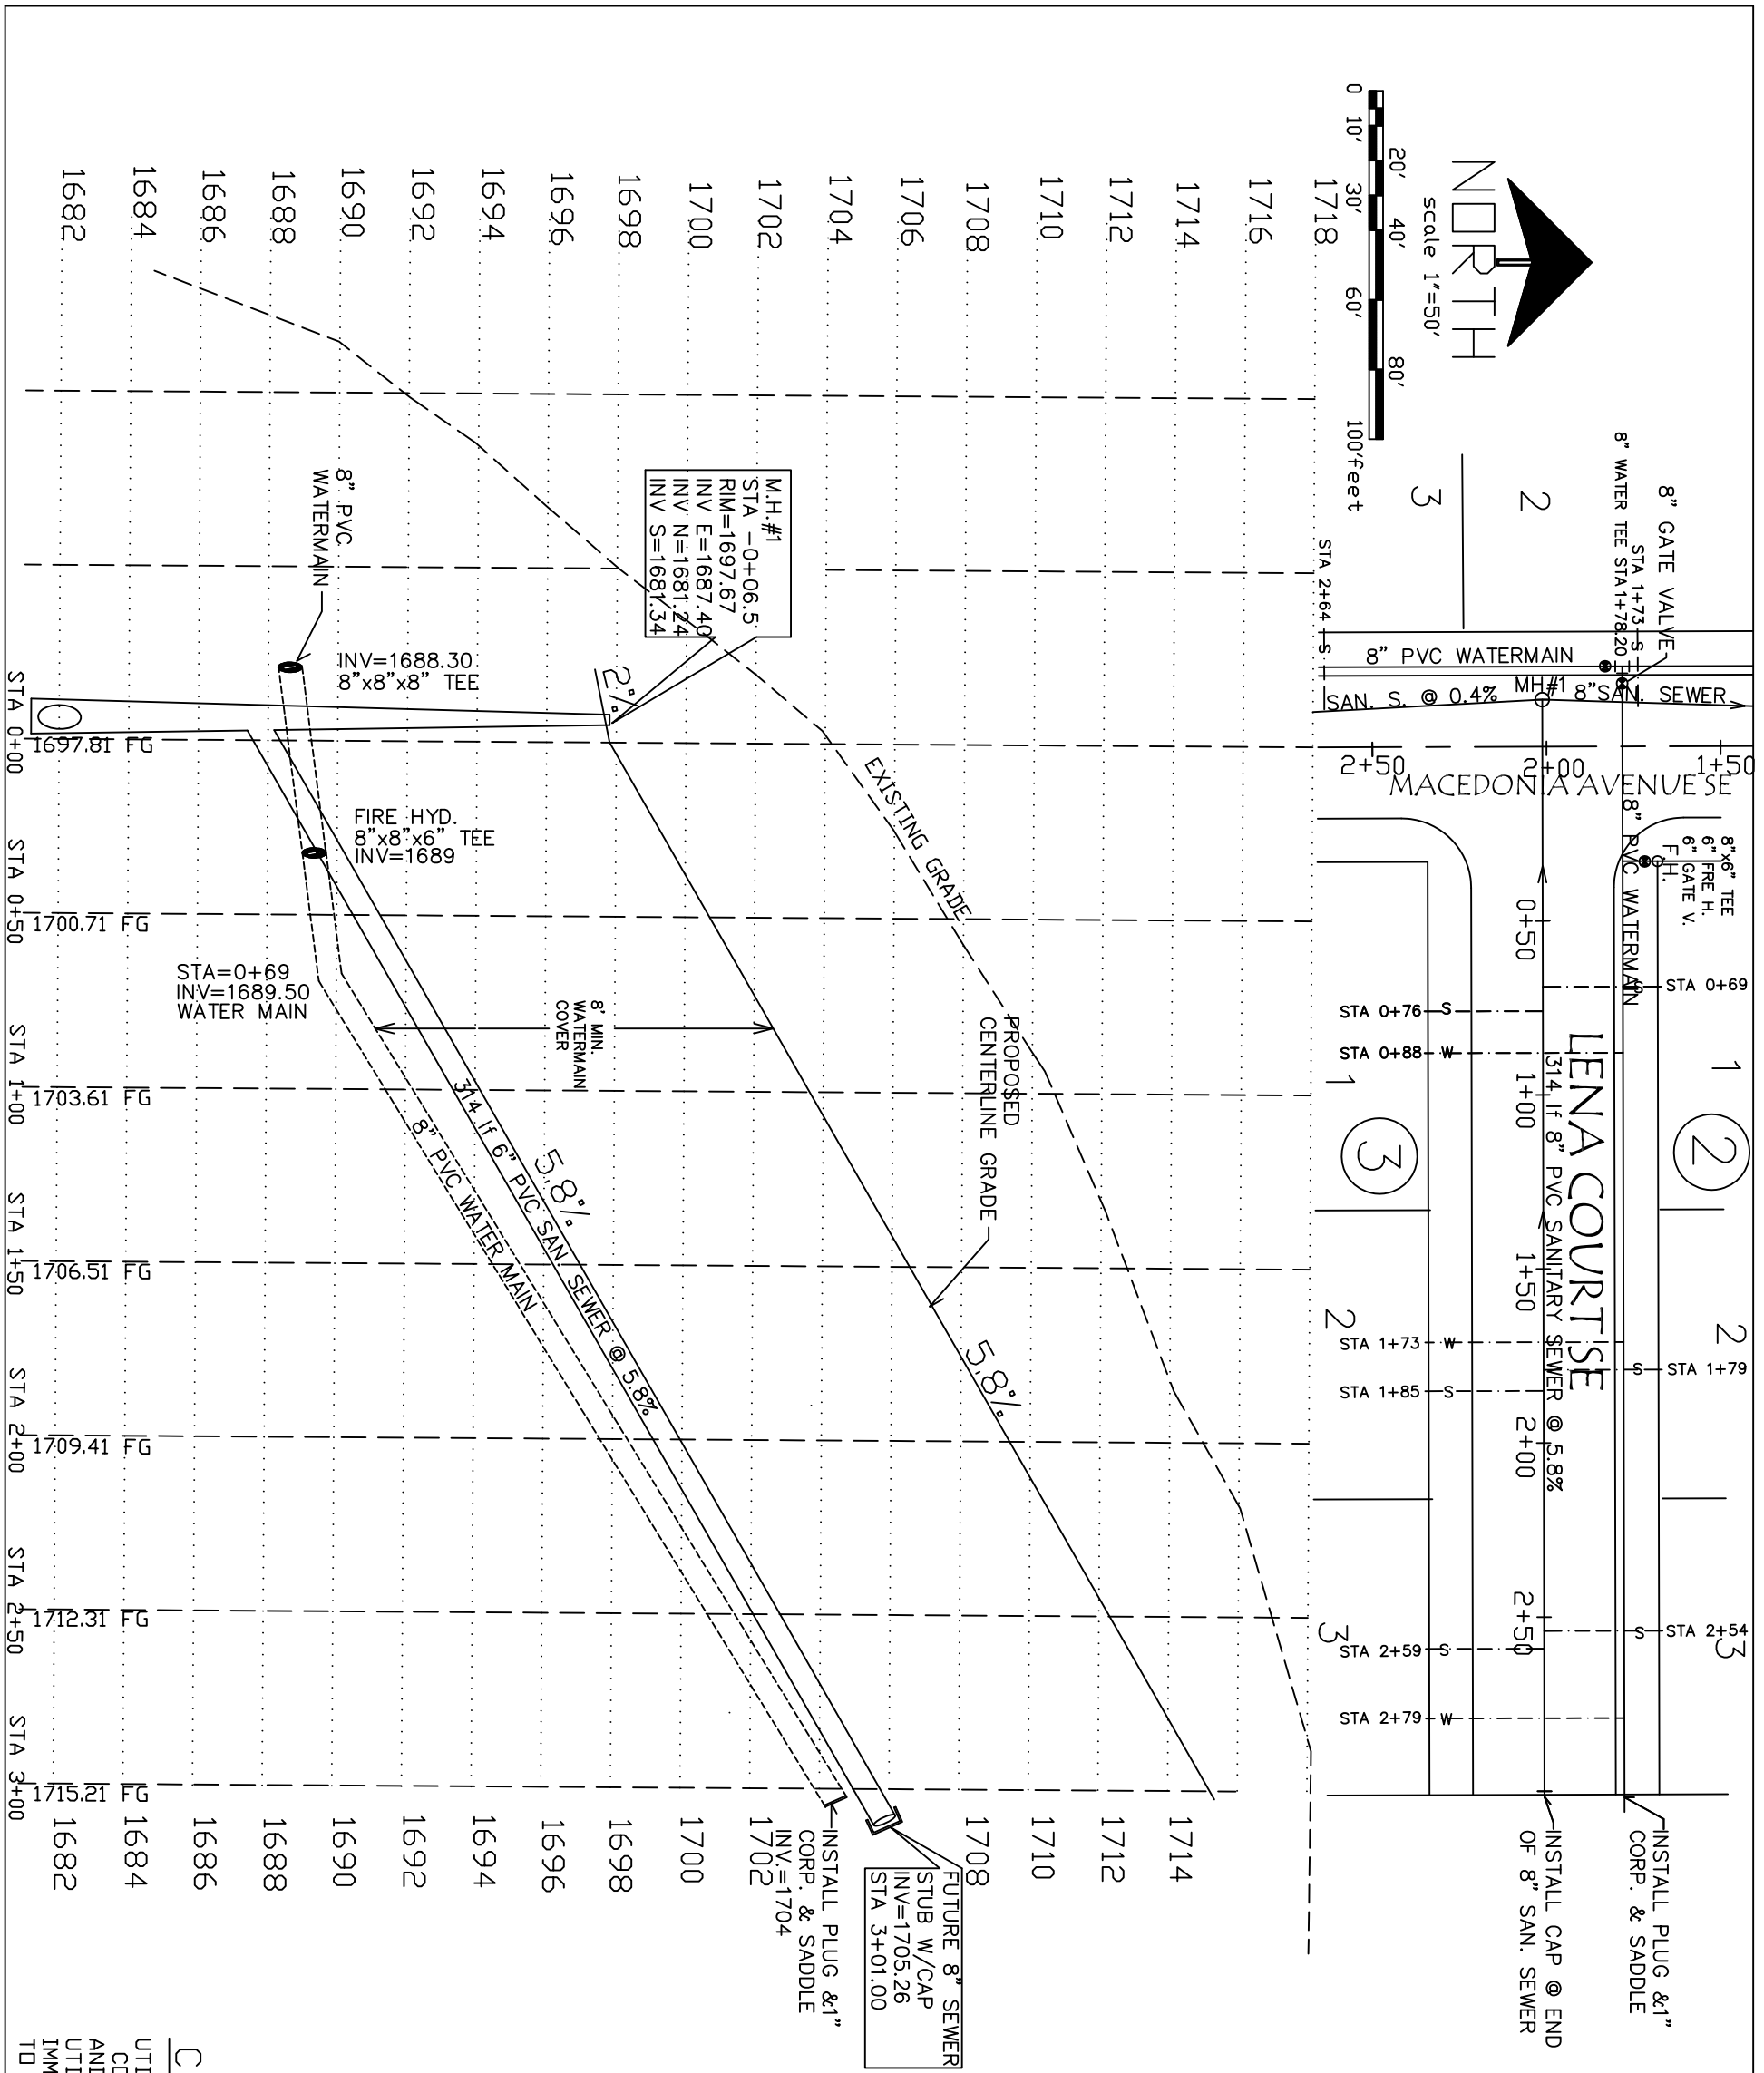 NORTH
scale 1"=50'
0
10'
20'
30'
40'
60'
80'
100'feet
8" GATE VALVE
STA 1+73
8" WATER TEE STA1+78.20
S
2
3
STA 2+64
S
8" PVC WATERMAIN
SAN. S. @ 0.4%
MH#1
8"SAN. SEWER
2+50
2+00
1+50
MACEDONIA AVENUE SE
8"x6" TEE
6" FRE H.
6" GATE V.
F.H.
8" PVC WATERMAIN
0+50
1+00
1+50
2+00
2+50
LENA COURT SE
314 lf 8" PVC SANITARY SEWER @ 5.8%
1
2
3
2
S
STA 0+69
S
STA 1+79
S
STA 2+54
STA 0+76
S
STA 0+88
W
STA 1+73
W
STA 1+85
S
STA 2+59
S
STA 2+79
W
1
3
2
3
INSTALL PLUG &1"
CORP. & SADDLE
INSTALL CAP @ END
OF 8" SAN. SEWER
1718
1716
1714
1712
1710
1708
1706
1704
1702
1700
1698
1696
1694
1692
1690
1688
1686
1684
1682
M.H.#1
STA -0+06.5
RIM=1697.67
INV E=1687.40
INV N=1681.24
INV S=1681.34
2%
EXISTING GRADE
PROPOSED
CENTERLINE GRADE
5.8%
8' MIN.
WATERMAIN
COVER
5.8%
314 lf 6" PVC SAN. SEWER @ 5.8%
8" PVC WATER MAIN
8" PVC
WATERMAIN
INV=1688.30
8"x8"x8" TEE
FIRE HYD.
8"x8"x6" TEE
INV=1689
STA=0+69
INV=1689.50
WATER MAIN
FUTURE 8" SEWER
STUB W/CAP
INV=1705.26
STA 3+01.00
INSTALL PLUG &1"
CORP. & SADDLE
INV.=1704
1714
1712
1710
1708
1702
1700
1698
1696
1694
1692
1690
1688
1686
1684
1682
1697.81 FG
1700.71 FG
1703.61 FG
1706.51 FG
1709.41 FG
1712.31 FG
1715.21 FG
STA 0+00
STA 0+50
STA 1+00
STA 1+50
STA 2+00
STA 2+50
STA 3+00
C
UTI
CO
AND
UTI
IMM
TO